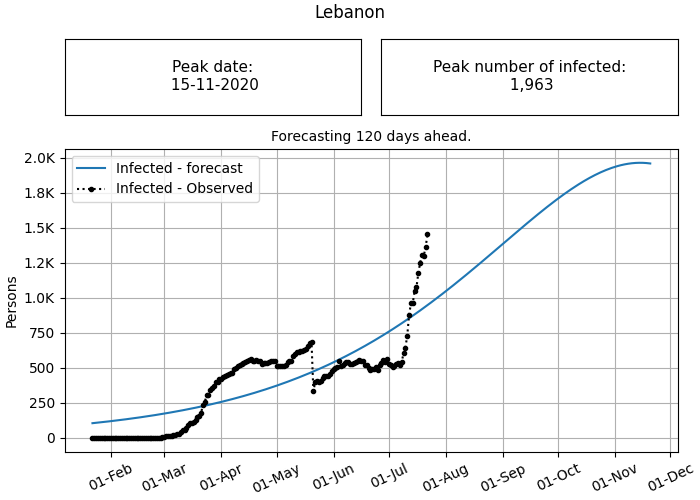 Lebanon
Peak date:
15-11-2020
Peak number of infected:
1,963
Forecasting 120 days ahead.
Infected - forecast
Infected - Observed
2.0K
1.8K
1.5K
1.2K
1.0K
750
500
250
0
Persons
01-Feb
01-Mar
01-Apr
01-May
01-Jun
01-Jul
01-Aug
01-Sep
01-Oct
01-Nov
01-Dec